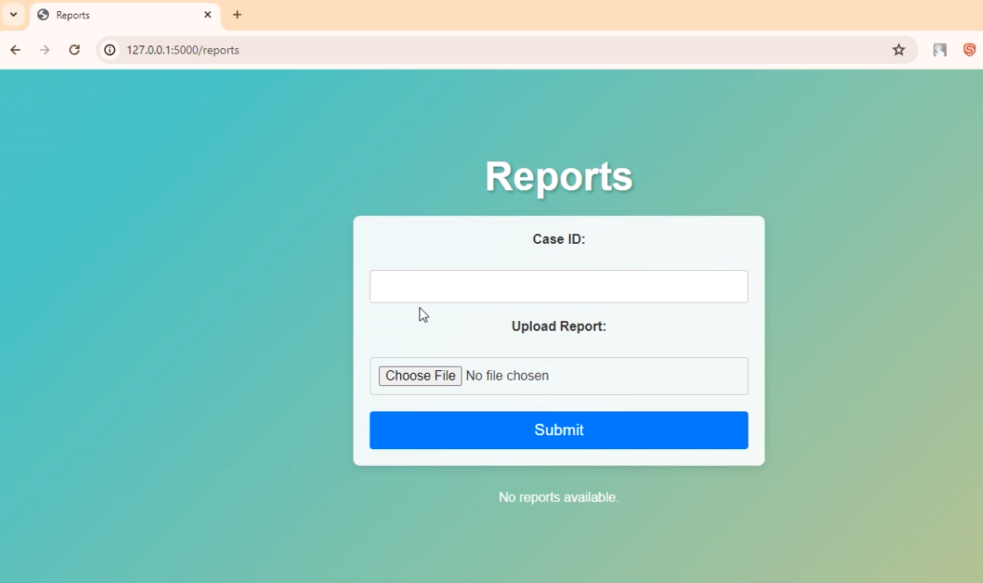 Reports
127.0.0.1:5000/reports
Reports
Case ID:
Upload Report:
Choose File No file chosen
Submit
No reports available.